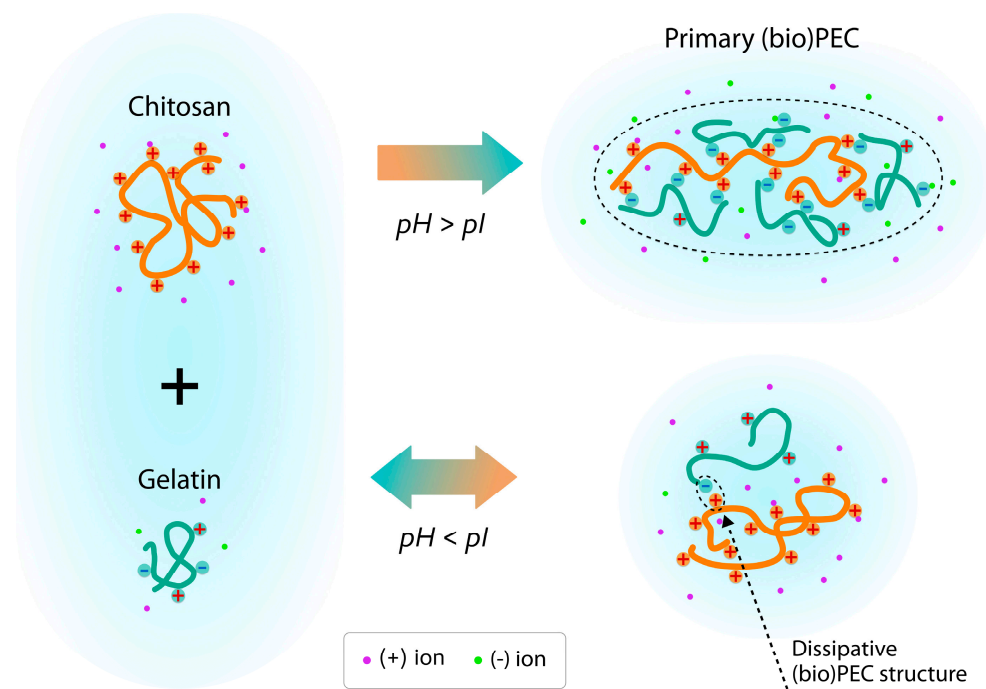 Chitosan
+
Gelatin
pH > pI
pH < pI
Primary (bio)PEC
Dissipative
(bio)PEC structure
(+) ion
(-) ion